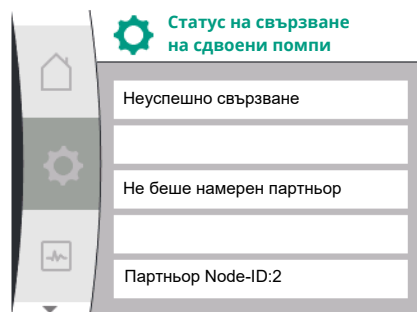 Статус на свързване
на сдвоени помпи
Неуспешно свързване
Не беше намерен партньор
Партньор Node-ID:2